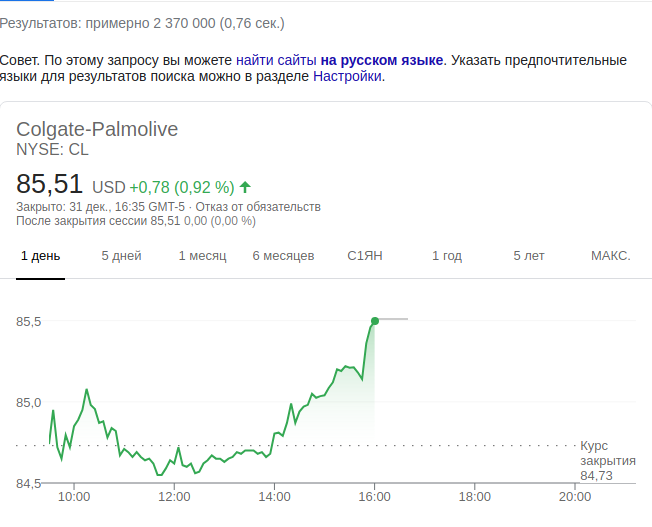 Результатов: примерно 2 370 000 (0,76 сек.)
Совет. По этому запросу вы можете найти сайты на русском языке. Указать предпочтительные
языки для результатов поиска можно в разделе Настройки.
Colgate-Palmolive
NYSE: CL
85,51 USD +0,78 (0,92 %)
Закрыто: 31 дек., 16:35 GMT-5 · Отказ от обязательств
После закрытия сессии 85,51 0,00 (0,00 %)
1 день 5 дней 1 месяц 6 месяцев С1ЯН 1 год 5 лет МАКС.
85,5
85,0
Курс
закрытия
84,73
84,5
10:00 12:00 14:00 16:00 18:00 20:00